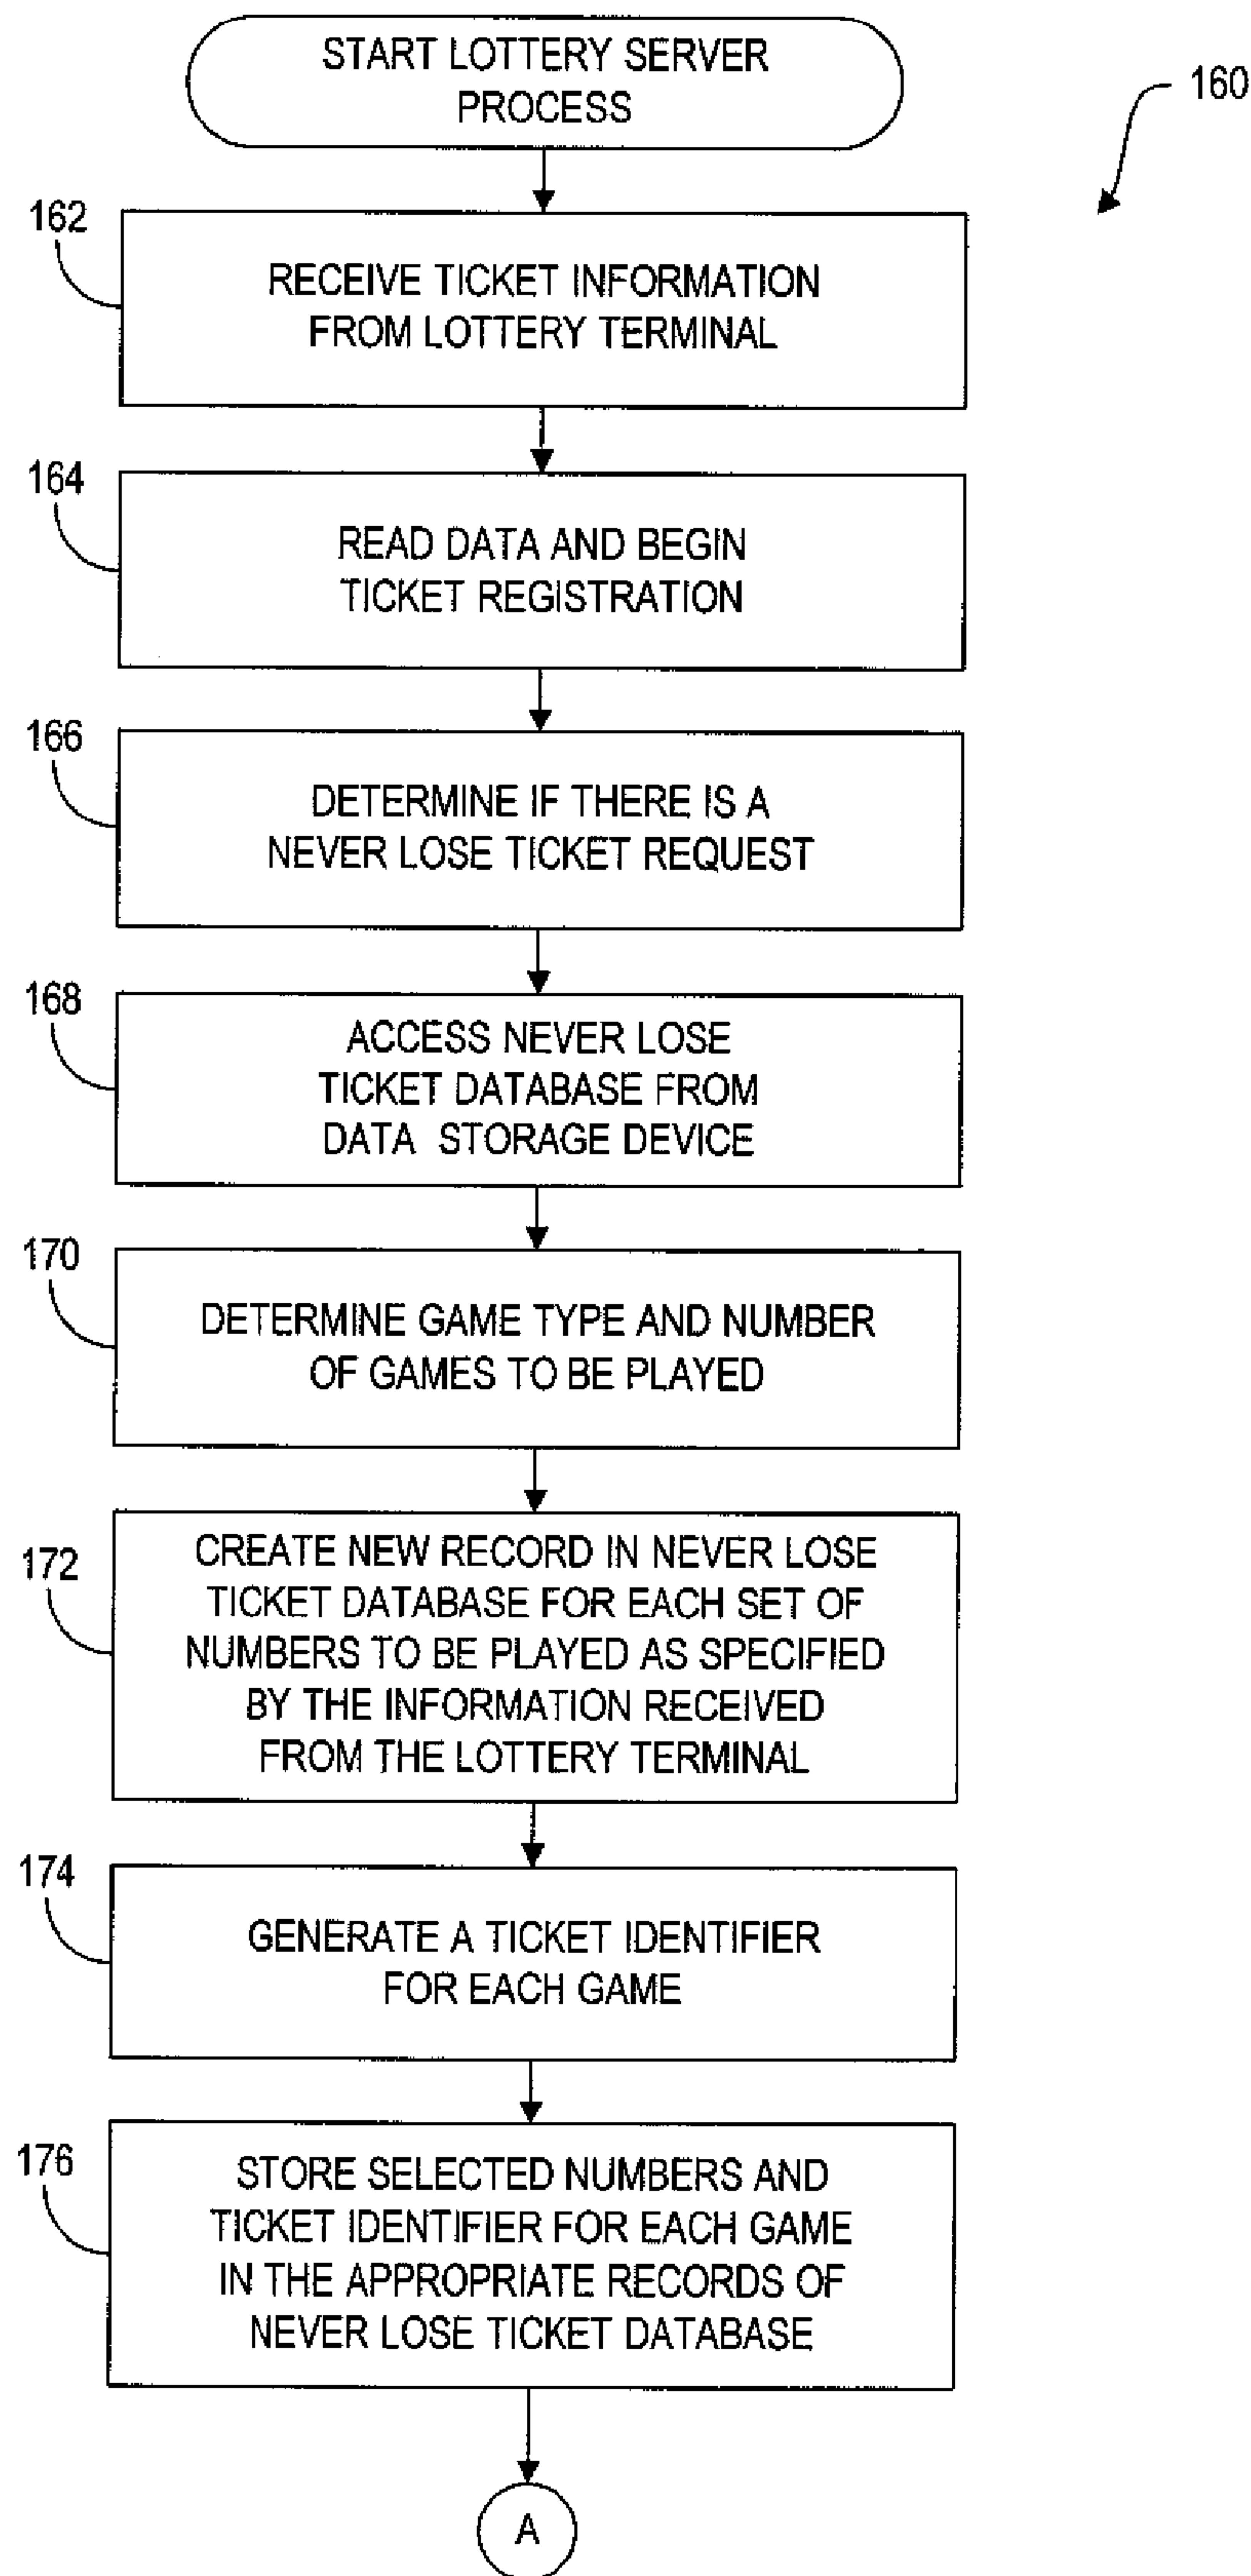 START LOTTERY SERVER
PROCESS
160
162
RECEIVE TICKET INFORMATION
FROM LOTTERY TERMINAL
164
READ DATA AND BEGIN
TICKET REGISTRATION
166
DETERMINE IF THERE IS A
NEVER LOSE TICKET REQUEST
168
ACCESS NEVER LOSE
TICKET DATABASE FROM
DATA STORAGE DEVICE
170
DETERMINE GAME TYPE AND NUMBER
OF GAMES TO BE PLAYED
172
CREATE NEW RECORD IN NEVER LOSE
TICKET DATABASE FOR EACH SET OF
NUMBERS TO BE PLAYED AS SPECIFIED
BY THE INFORMATION RECEIVED
FROM THE LOTTERY TERMINAL
174
GENERATE A TICKET IDENTIFIER
FOR EACH GAME
176
STORE SELECTED NUMBERS AND
TICKET IDENTIFIER FOR EACH GAME
IN THE APPROPRIATE RECORDS OF
NEVER LOSE TICKET DATABASE
A